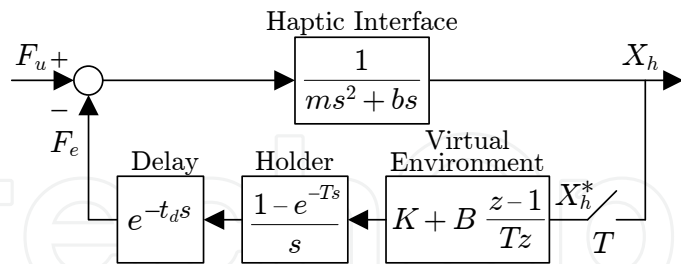 Haptic Interface
F_u + 1/(ms^2 + bs) X_h
−
F_e
Delay Holder Virtual Environment
e^{−t_d s} (1 − e^{−Ts})/s K + B (z − 1)/(Tz) X_h^*
T